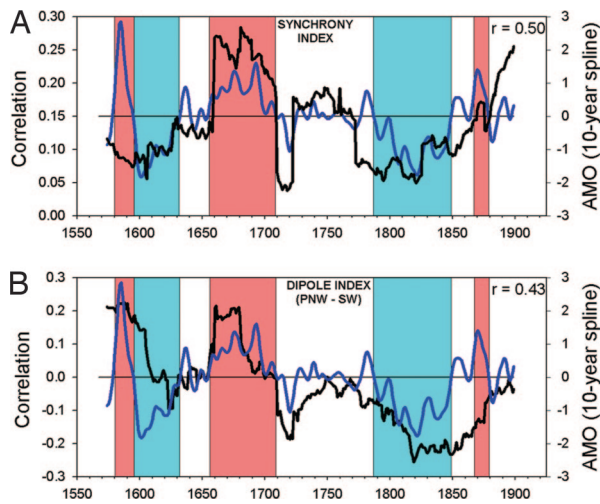 A
SYNCHRONY
INDEX
r = 0.50
0.30
0.25
0.20
0.15
0.10
0.05
0.00
Correlation
3
2
1
0
-1
-2
-3
AMO (10-year spline)
1550 1600 1650 1700 1750 1800 1850 1900
B
DIPOLE INDEX
(PNW - SW)
r = 0.43
0.3
0.2
0.1
0.0
-0.1
-0.2
-0.3
Correlation
3
2
1
0
-1
-2
-3
AMO (10-year spline)
1550 1600 1650 1700 1750 1800 1850 1900